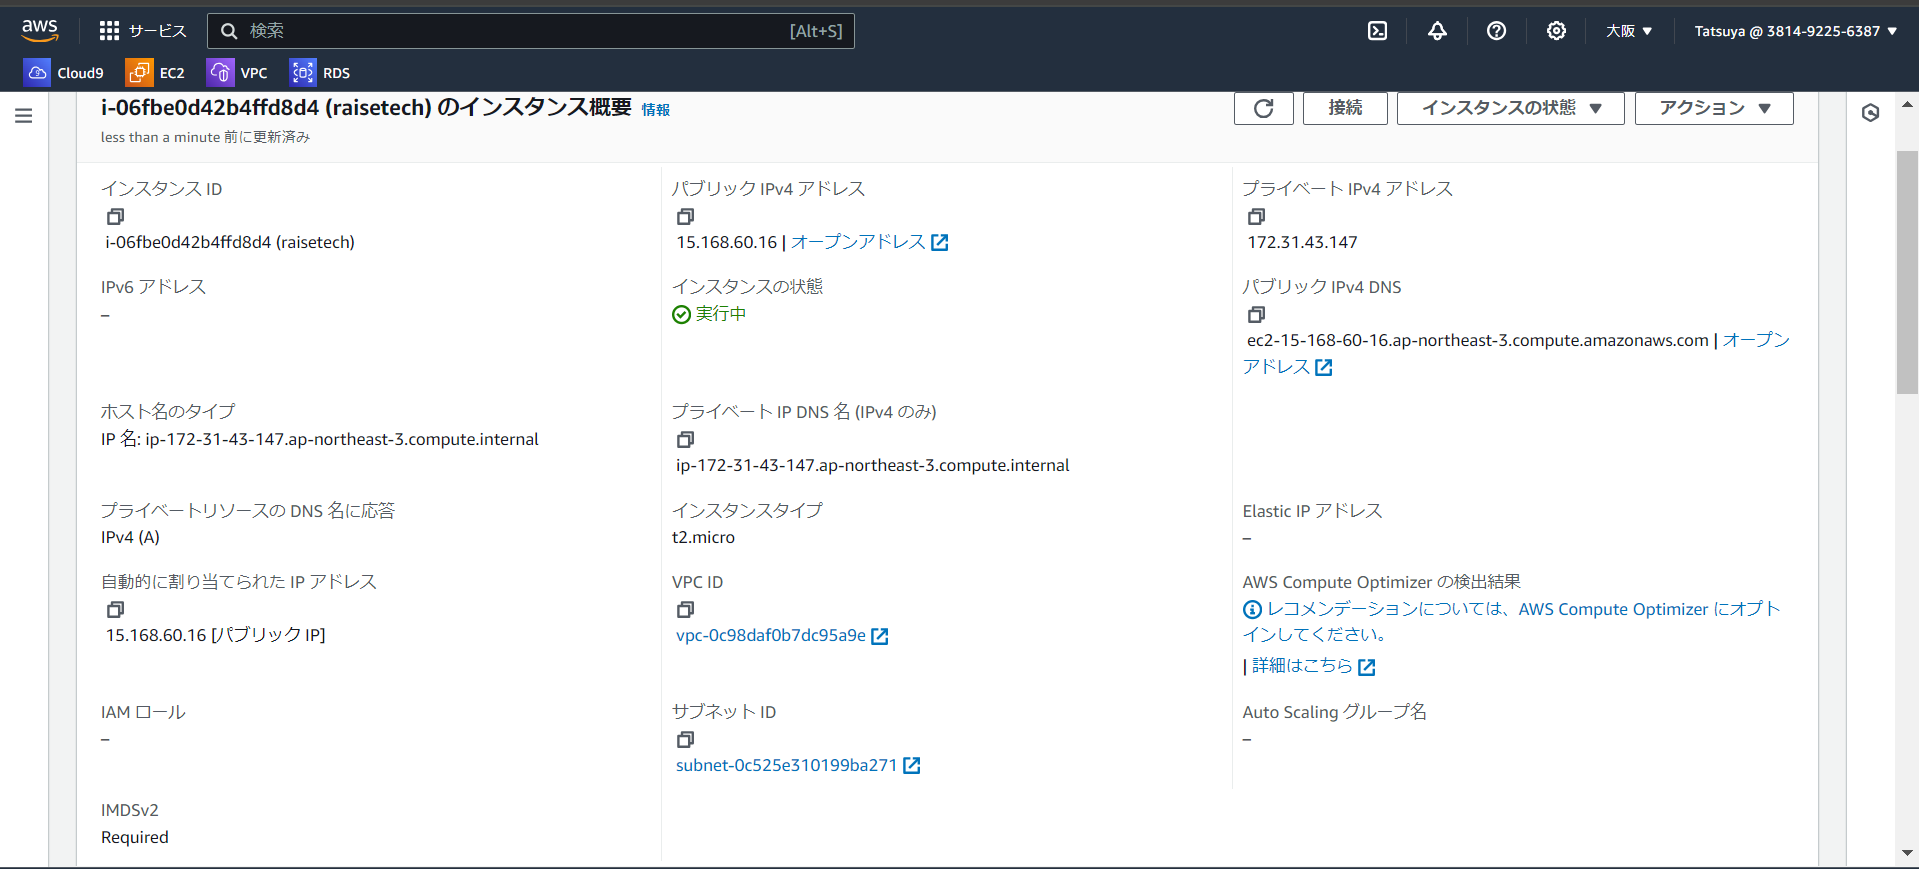 aws
サービス
検索
[Alt+S]
大阪 ▼
Tatsuya @ 3814-9225-6387 ▼
Cloud9
EC2
VPC
RDS
i-06fbe0d42b4ffd8d4 (raisetech) のインスタンス概要 情報
less than a minute 前に更新済み
接続
インスタンスの状態 ▼
アクション ▼
インスタンス ID
i-06fbe0d42b4ffd8d4 (raisetech)
パブリック IPv4 アドレス
15.168.60.16 | オープンアドレス
プライベート IPv4 アドレス
172.31.43.147
IPv6 アドレス
–
インスタンスの状態
実行中
パブリック IPv4 DNS
ec2-15-168-60-16.ap-northeast-3.compute.amazonaws.com | オープン
アドレス
ホスト名のタイプ
IP 名: ip-172-31-43-147.ap-northeast-3.compute.internal
プライベート IP DNS 名 (IPv4 のみ)
ip-172-31-43-147.ap-northeast-3.compute.internal
プライベートリソースの DNS 名に応答
IPv4 (A)
インスタンスタイプ
t2.micro
Elastic IP アドレス
–
自動的に割り当てられた IP アドレス
15.168.60.16 [パブリック IP]
VPC ID
vpc-0c98daf0b7dc95a9e
AWS Compute Optimizer の検出結果
レコメンデーションについては、AWS Compute Optimizer にオプト
インしてください。
| 詳細はこちら
IAM ロール
–
サブネット ID
subnet-0c525e310199ba271
Auto Scaling グループ名
–
IMDSv2
Required